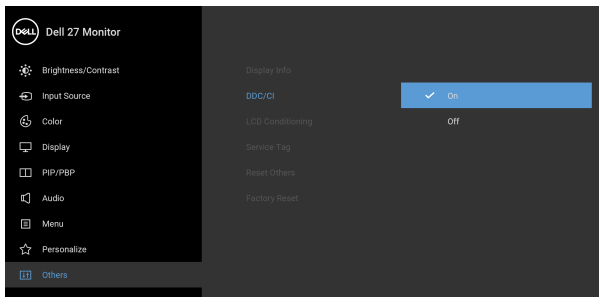 DELL Dell 27 Monitor
Brightness/Contrast
Display Info
Input Source
DDC/CI
On
Color
LCD Conditioning
Off
Display
Service Tag
PIP/PBP
Reset Others
Audio
Factory Reset
Menu
Personalize
Others